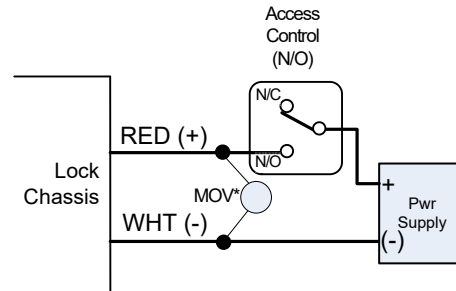 Access
Control
(N/O)
N/C
RED (+)
N/O
Lock
Chassis
MOV*
WHT (-)
+
Pwr
Supply
(-)